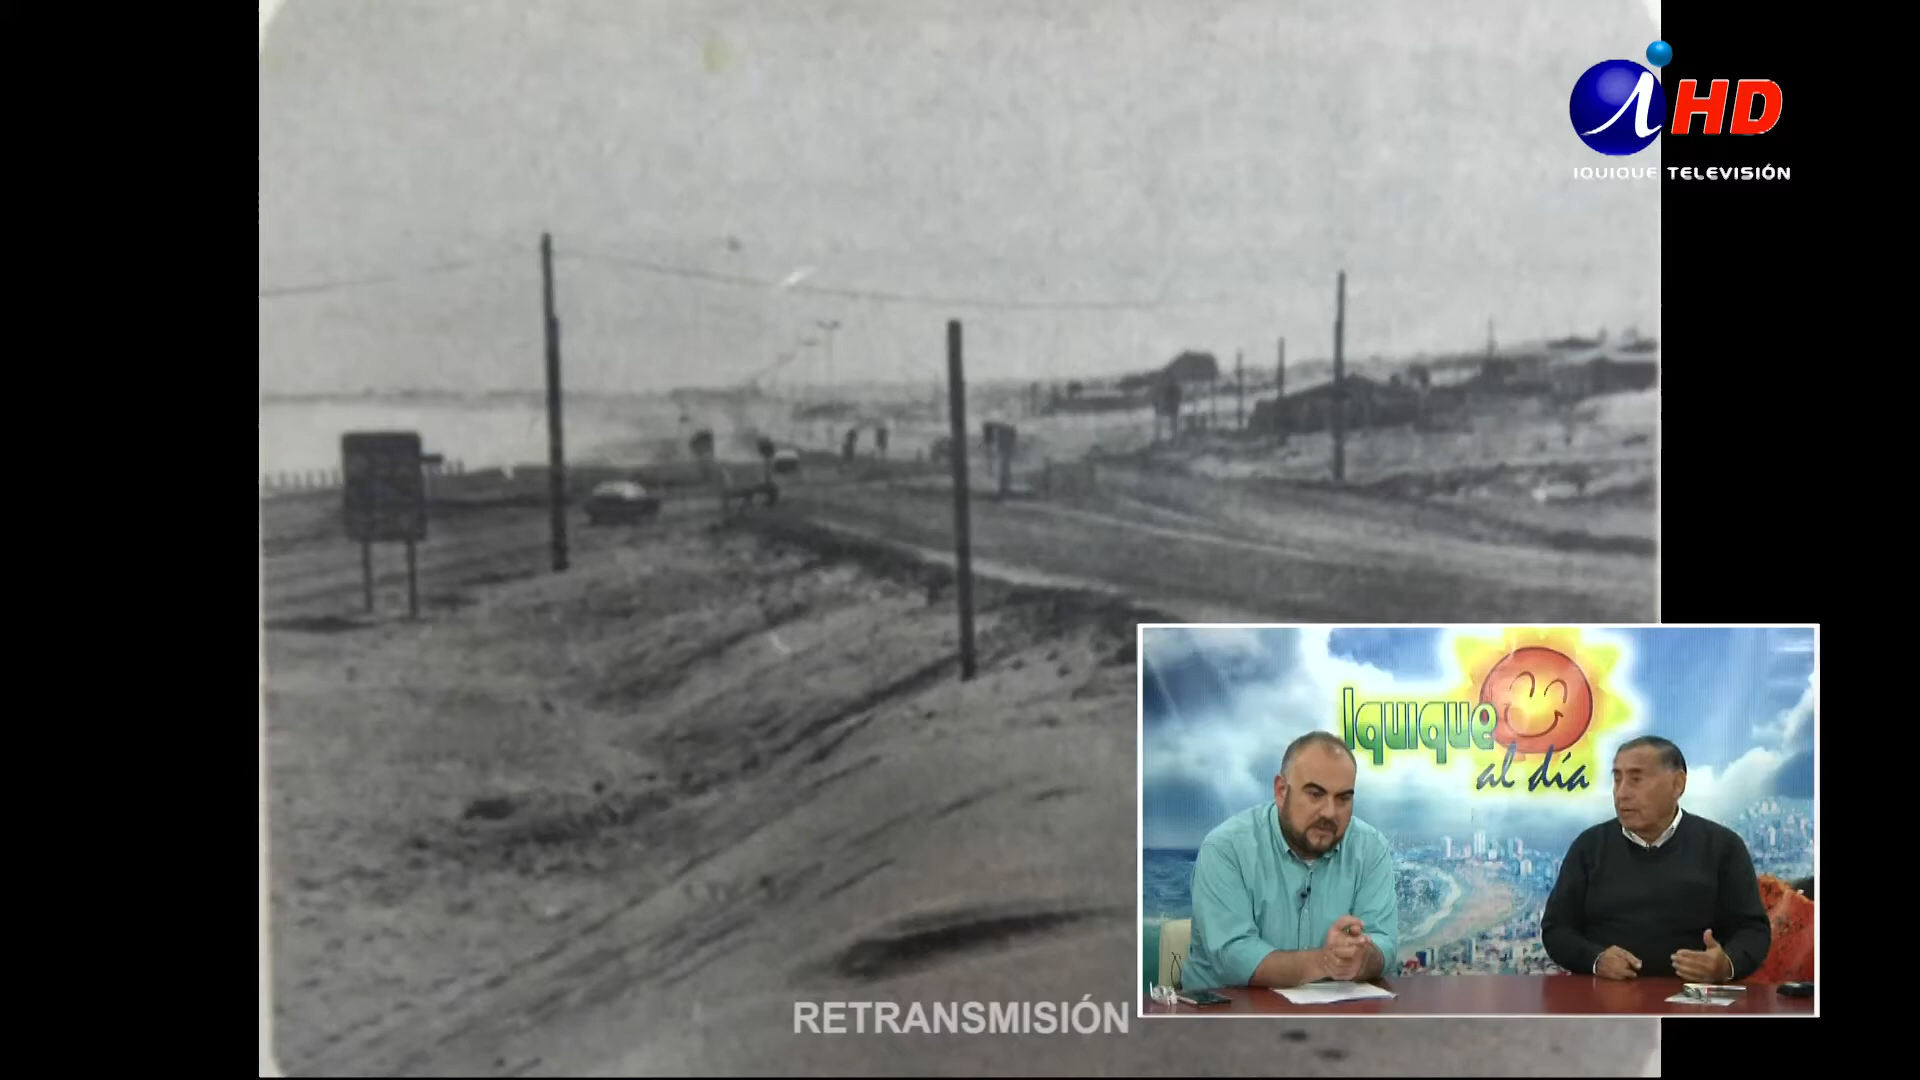 HD
IQUIQUE TELEVISIÓN
Iquique
al día
RETRANSMISIÓN